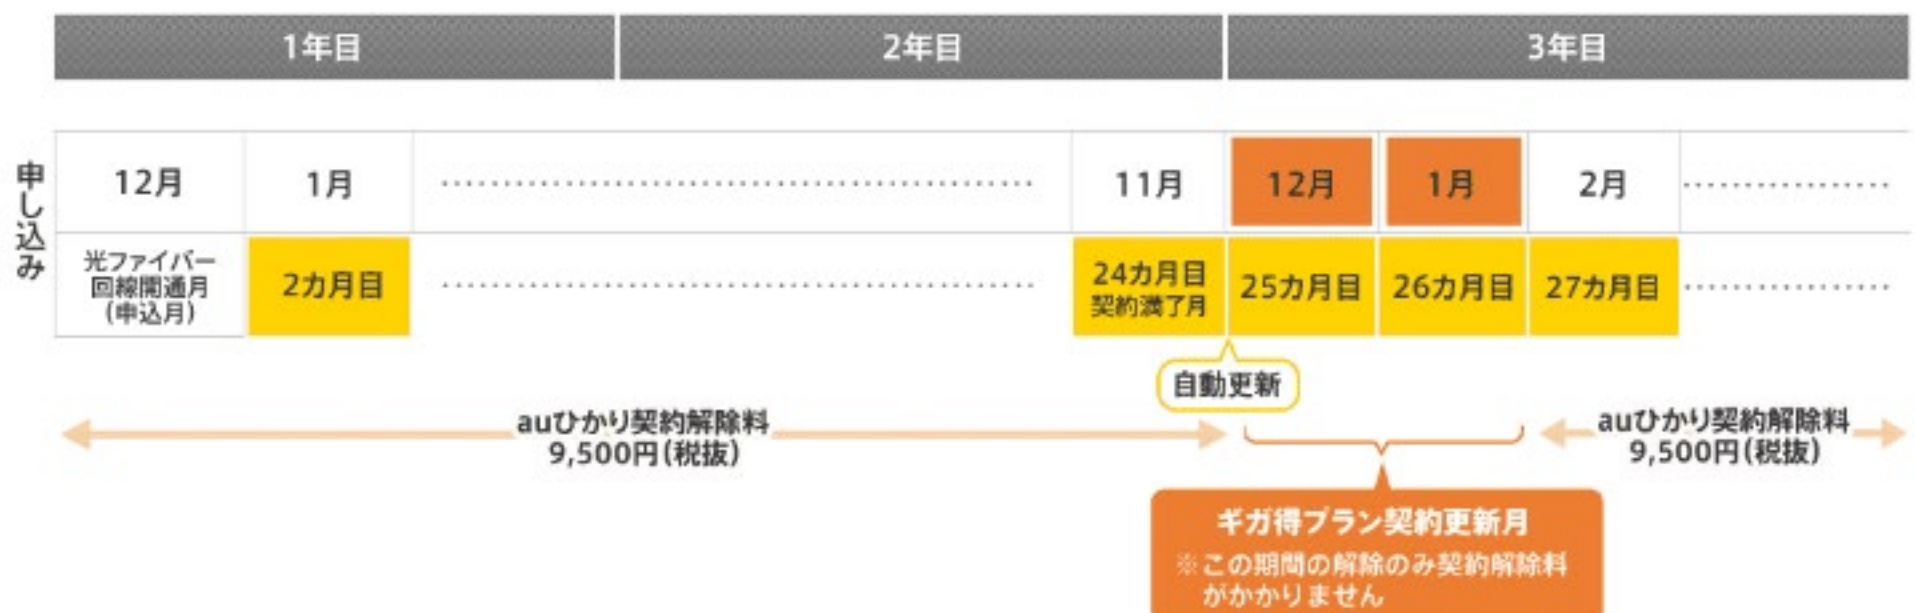 1年目
2年目
3年目
申し込み
12月
1月
11月
12月
1月
2月
光ファイバー
回線開通月
(申込月)
2カ月目
24カ月目
契約満了月
25カ月目
26カ月目
27カ月目
自動更新
auひかり契約解除料
9,500円(税抜)
auひかり契約解除料
9,500円(税抜)
ギガ得プラン契約更新月
※この期間の解除のみ契約解除料
がかかりません